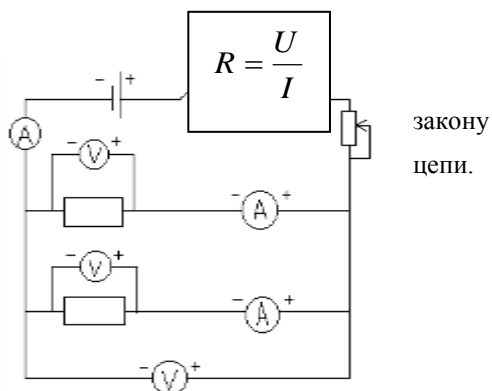 R = U/I
− +
A
закону
цепи.
− V +
− A +
− V +
− A +
− V +